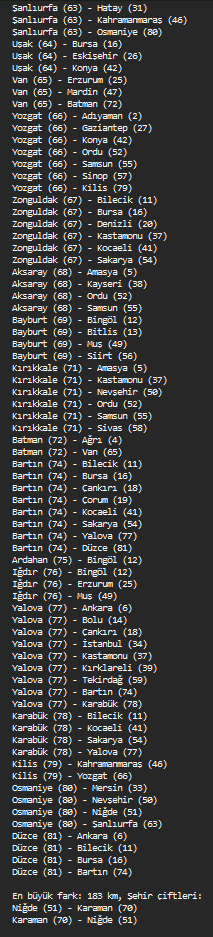 Şanlıurfa (63) - Hatay (31)
Şanlıurfa (63) - Kahramanmaraş (46)
Şanlıurfa (63) - Osmaniye (80)
Uşak (64) - Bursa (16)
Uşak (64) - Eskişehir (26)
Uşak (64) - Konya (42)
Van (65) - Erzurum (25)
Van (65) - Mardin (47)
Van (65) - Batman (72)
Yozgat (66) - Adıyaman (2)
Yozgat (66) - Gaziantep (27)
Yozgat (66) - Konya (42)
Yozgat (66) - Ordu (52)
Yozgat (66) - Samsun (55)
Yozgat (66) - Sinop (57)
Yozgat (66) - Kilis (79)
Zonguldak (67) - Bilecik (11)
Zonguldak (67) - Bursa (16)
Zonguldak (67) - Denizli (20)
Zonguldak (67) - Kastamonu (37)
Zonguldak (67) - Kocaeli (41)
Zonguldak (67) - Sakarya (54)
Aksaray (68) - Amasya (5)
Aksaray (68) - Kayseri (38)
Aksaray (68) - Ordu (52)
Aksaray (68) - Samsun (55)
Bayburt (69) - Bingöl (12)
Bayburt (69) - Bitlis (13)
Bayburt (69) - Muş (49)
Bayburt (69) - Siirt (56)
Kırıkkale (71) - Amasya (5)
Kırıkkale (71) - Kastamonu (37)
Kırıkkale (71) - Nevşehir (50)
Kırıkkale (71) - Ordu (52)
Kırıkkale (71) - Samsun (55)
Kırıkkale (71) - Sivas (58)
Batman (72) - Ağrı (4)
Batman (72) - Van (65)
Bartın (74) - Bilecik (11)
Bartın (74) - Bursa (16)
Bartın (74) - Çankırı (18)
Bartın (74) - Çorum (19)
Bartın (74) - Kocaeli (41)
Bartın (74) - Sakarya (54)
Bartın (74) - Yalova (77)
Bartın (74) - Düzce (81)
Ardahan (75) - Bingöl (12)
Iğdır (76) - Bingöl (12)
Iğdır (76) - Erzurum (25)
Iğdır (76) - Muş (49)
Yalova (77) - Ankara (6)
Yalova (77) - Bolu (14)
Yalova (77) - Çankırı (18)
Yalova (77) - İstanbul (34)
Yalova (77) - Kastamonu (37)
Yalova (77) - Kırklareli (39)
Yalova (77) - Tekirdağ (59)
Yalova (77) - Bartın (74)
Yalova (77) - Karabük (78)
Karabük (78) - Bilecik (11)
Karabük (78) - Kocaeli (41)
Karabük (78) - Sakarya (54)
Karabük (78) - Yalova (77)
Kilis (79) - Kahramanmaraş (46)
Kilis (79) - Yozgat (66)
Osmaniye (80) - Mersin (33)
Osmaniye (80) - Nevşehir (50)
Osmaniye (80) - Niğde (51)
Osmaniye (80) - Şanlıurfa (63)
Düzce (81) - Ankara (6)
Düzce (81) - Bilecik (11)
Düzce (81) - Bursa (16)
Düzce (81) - Bartın (74)
En büyük fark: 183 km, Şehir çiftleri:
Niğde (51) - Karaman (70)
Karaman (70) - Niğde (51)